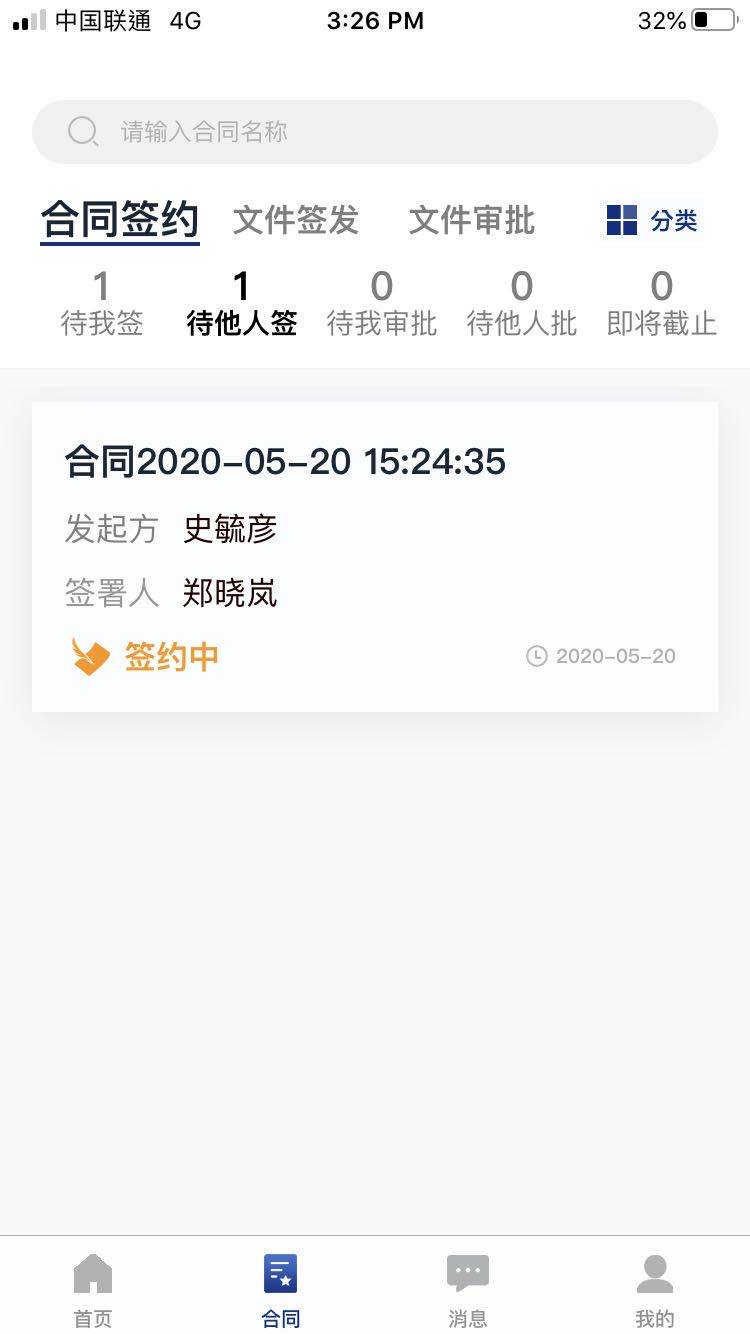 中国联通 4G 3:26 PM 32%
请输入合同名称
合同签约 文件签发 文件审批 分类
1 1 0 0 0
待我签 待他人签 待我审批 待他人批 即将截止
合同2020-05-20 15:24:35
发起方 史毓彦
签署人 郑晓岚
签约中 2020-05-20
首页 合同 消息 我的